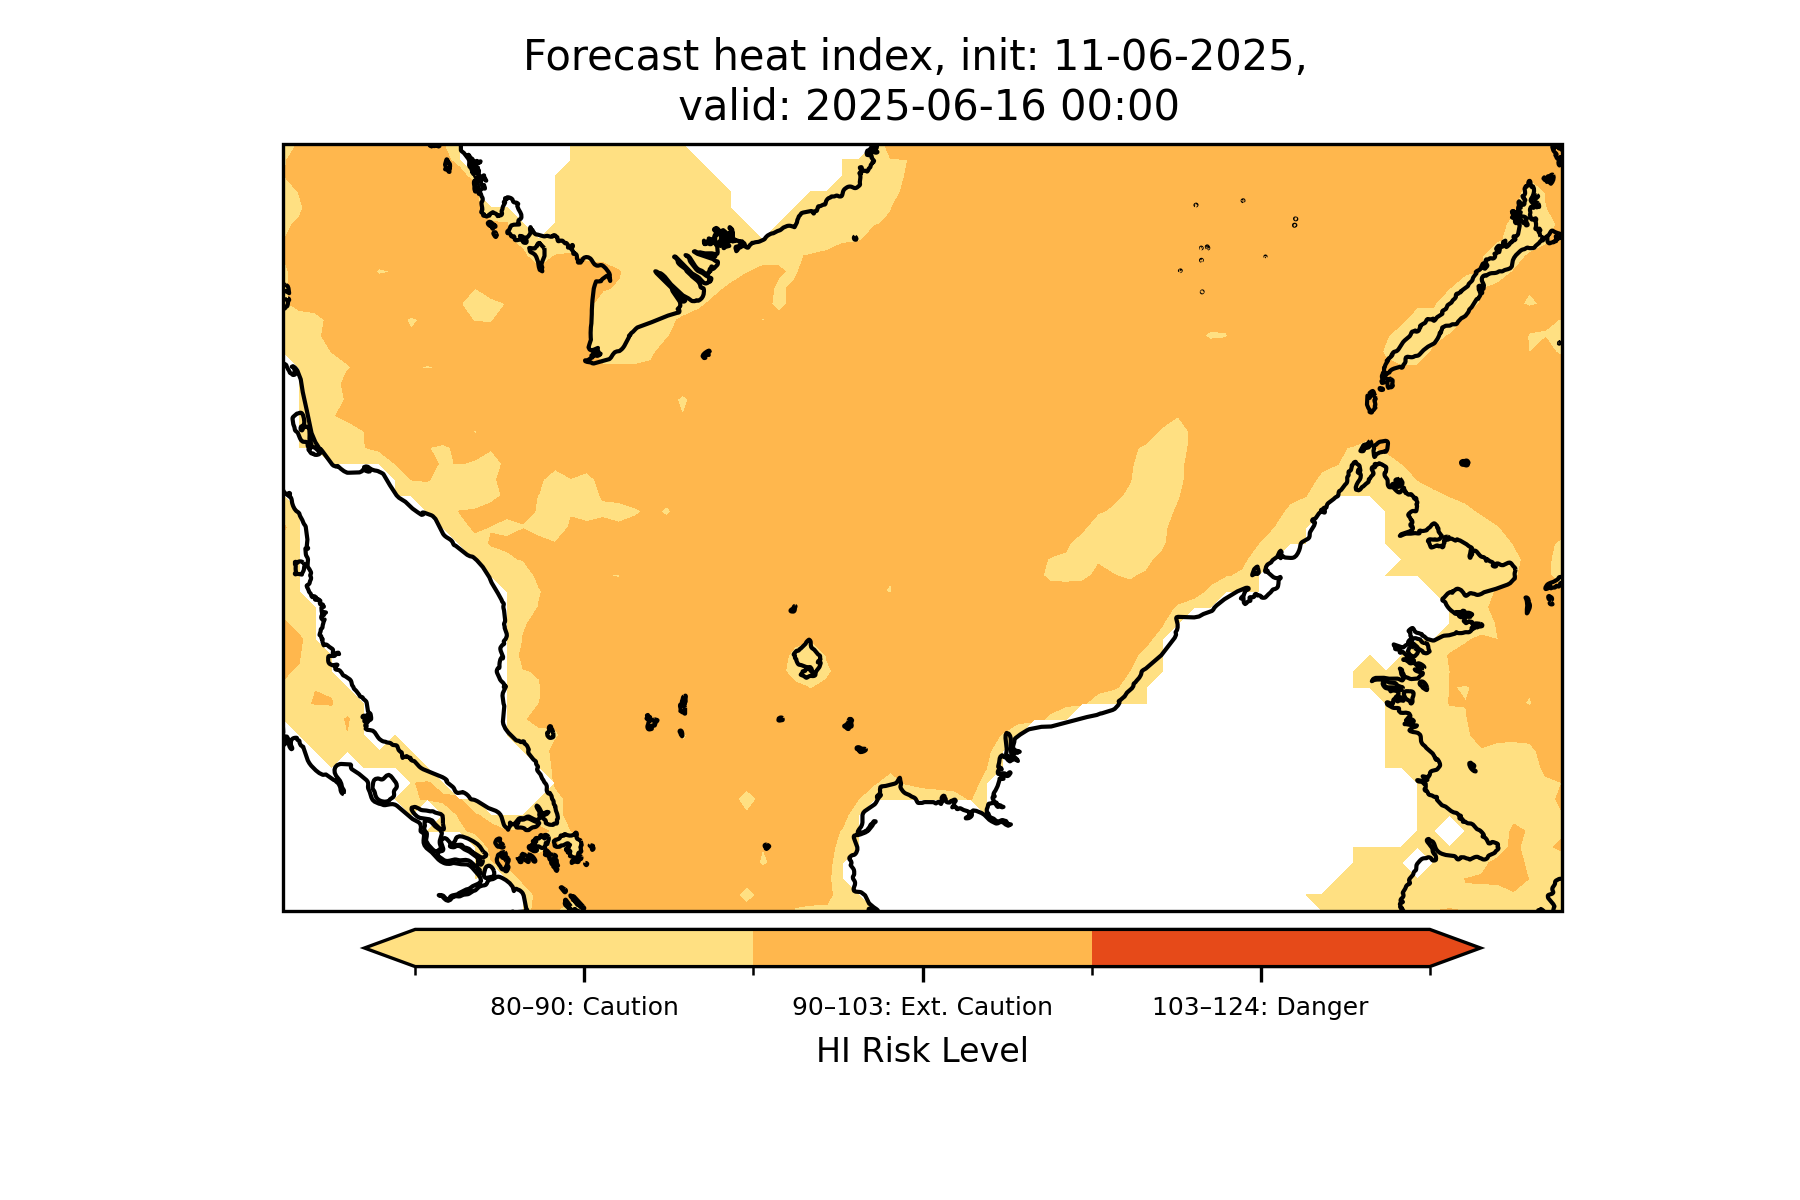 Forecast heat index, init: 11-06-2025,
valid: 2025-06-16 00:00
80–90: Caution
90–103: Ext. Caution
103–124: Danger
HI Risk Level